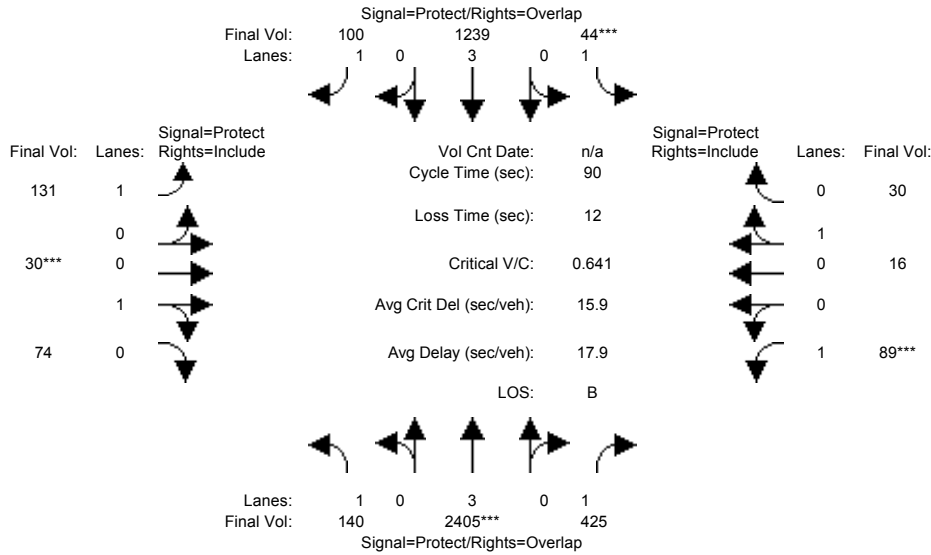 Signal=Protect/Rights=Overlap
Final Vol: 100 1239 44***
Lanes: 1 0 3 0 1
Signal=Protect Signal=Protect
Final Vol: Lanes: Rights=Include Vol Cnt Date: n/a Rights=Include Lanes: Final Vol:
Cycle Time (sec): 90
131 1 0 30
Loss Time (sec): 12
0 1
30*** 0 Critical V/C: 0.641 0 16
1 Avg Crit Del (sec/veh): 15.9 0
74 0 Avg Delay (sec/veh): 17.9 1 89***
LOS: B
Lanes: 1 0 3 0 1
Final Vol: 140 2405*** 425
Signal=Protect/Rights=Overlap